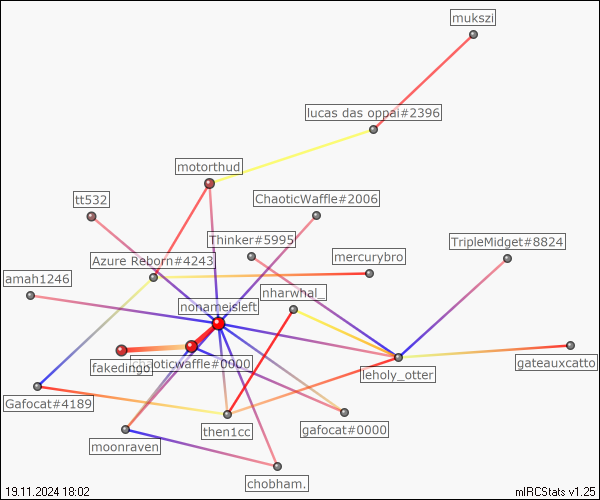 mukszi
lucas das oppai#2396
motorthud
tt532
ChaoticWaffle#2006
Thinker#5995
TripleMidget#8824
Azure Reborn#4243
mercurybro
amah1246
nharwhal_
nonameisleft
fakedingo
oticwaffle#0000
leholy_otter
gateauxcatto
Gafocat#4189
then1cc
gafocat#0000
moonraven
chobham.
19.11.2024 18:02
mIRCStats v1.25